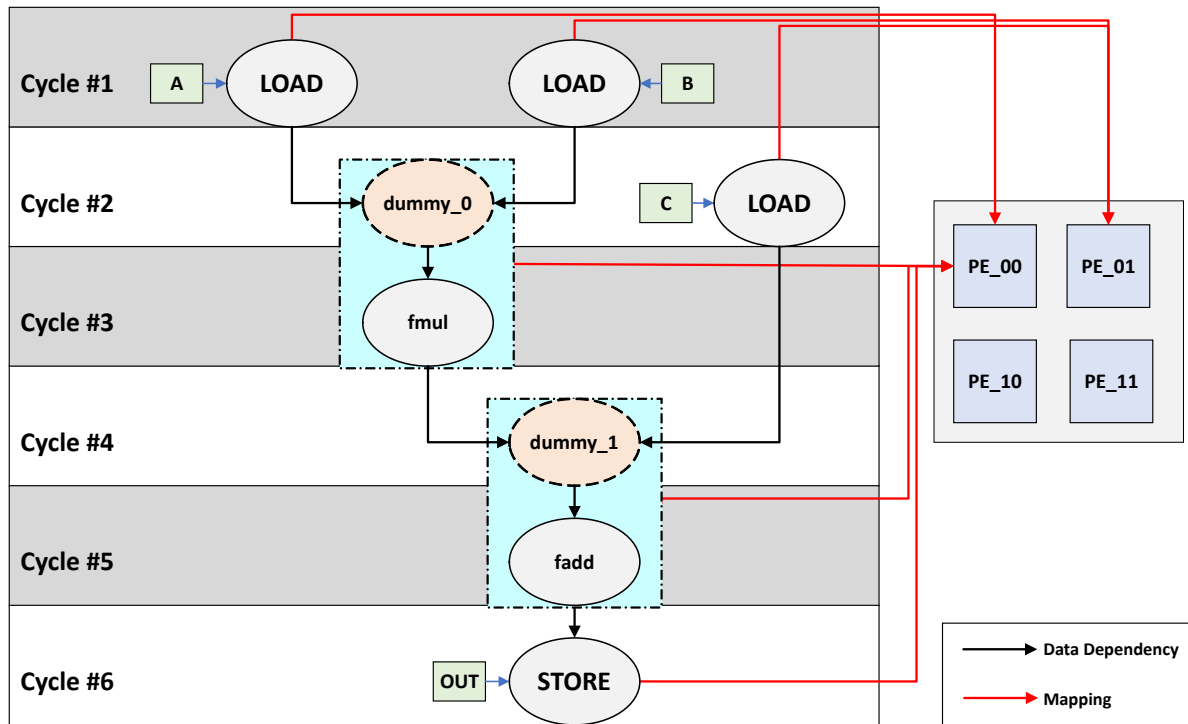 Cycle #1
A
LOAD
LOAD
B
Cycle #2
dummy_0
C
LOAD
PE_00
PE_01
Cycle #3
fmul
PE_10
PE_11
Cycle #4
dummy_1
Cycle #5
fadd
Data Dependency
Cycle #6
OUT
STORE
Mapping